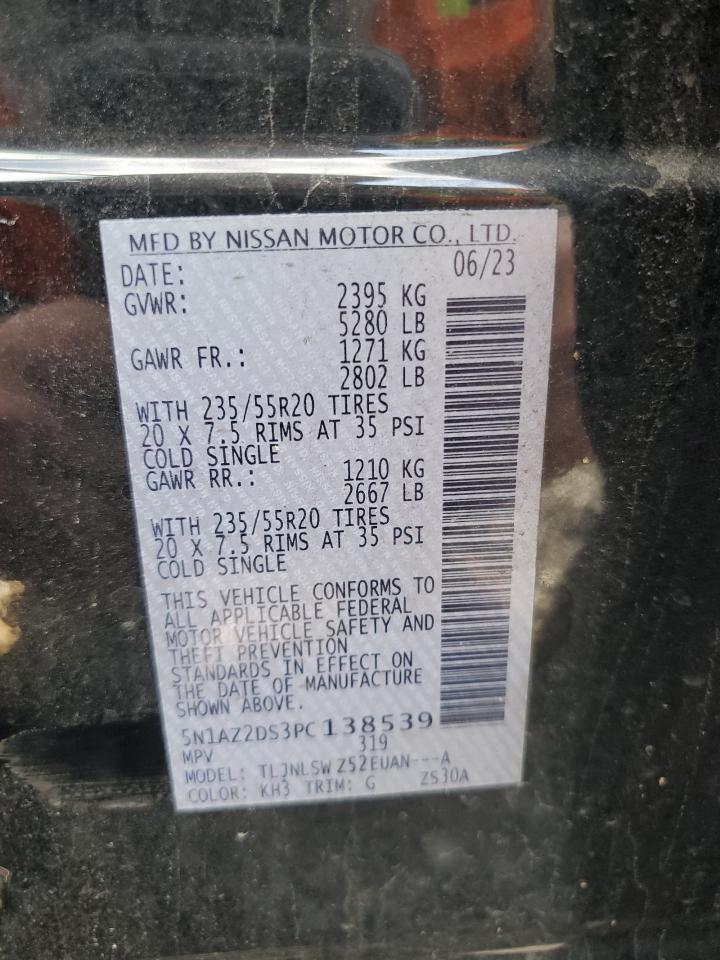 MFD BY NISSAN MOTOR CO., LTD.
DATE: 06/23
GVWR: 2395 KG
5280 LB
GAWR FR.: 1271 KG
2802 LB
WITH 235/55R20 TIRES
20 X 7.5 RIMS AT 35 PSI
COLD SINGLE
GAWR RR.: 1210 KG
2667 LB
WITH 235/55R20 TIRES
20 X 7.5 RIMS AT 35 PSI
COLD SINGLE
THIS VEHICLE CONFORMS TO
ALL APPLICABLE FEDERAL
MOTOR VEHICLE SAFETY AND
THEFT PREVENTION
STANDARDS IN EFFECT ON
THE DATE OF MANUFACTURE
SHOWN ABOVE.
5N1AZ2DS3PC138539
MPV 319
MODEL: TLJNLSW Z52EUAN---A
COLOR: KH3 TRIM: G ZS30A